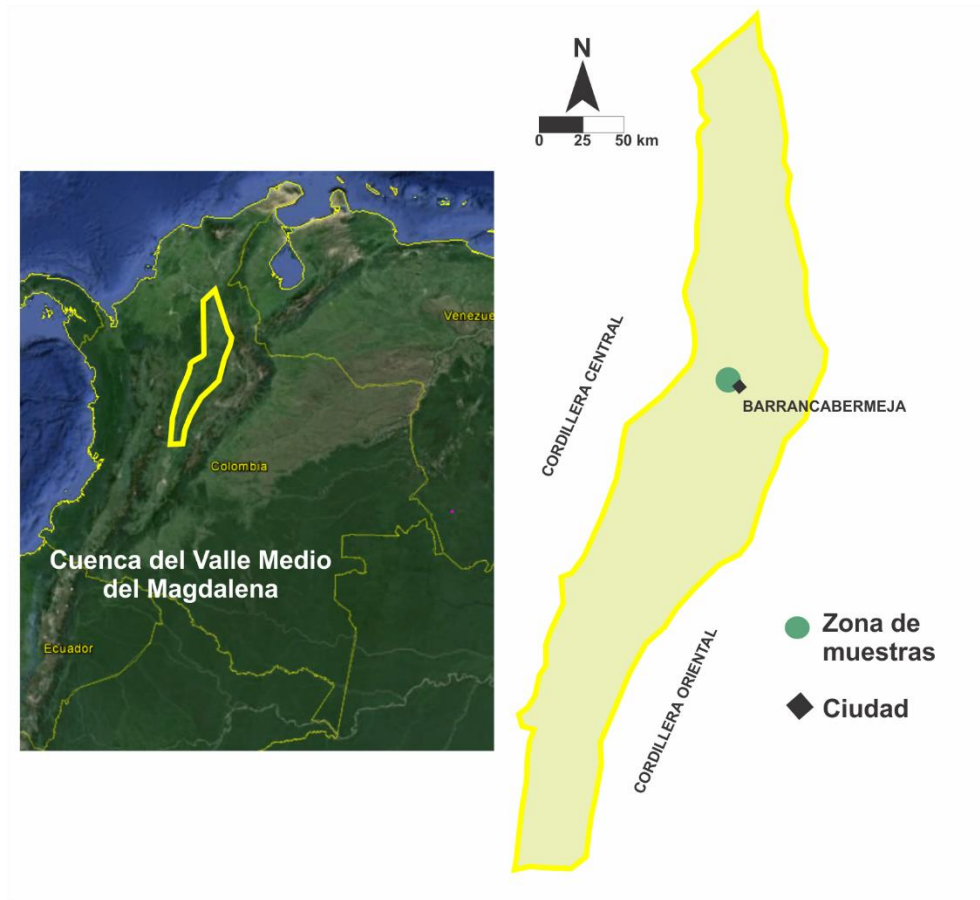 N
0 25 50 km
Venezue
Colombia
Cuenca del Valle Medio
del Magdalena
Ecuador
CORDILLERA CENTRAL
BARRANCABERMEJA
CORDILLERA ORIENTAL
Zona de
muestras
Ciudad